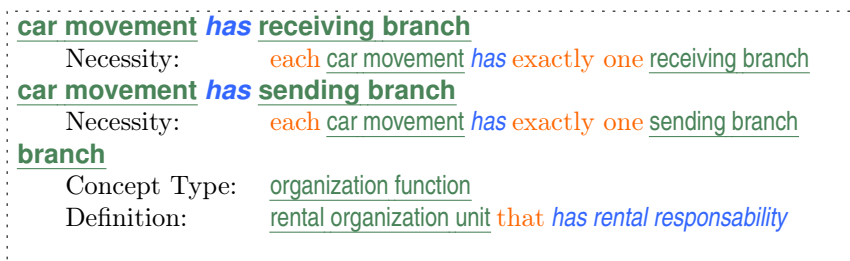 car movement has receiving branch
Necessity: each car movement has exactly one receiving branch
car movement has sending branch
Necessity: each car movement has exactly one sending branch
branch
Concept Type: organization function
Definition: rental organization unit that has rental responsability